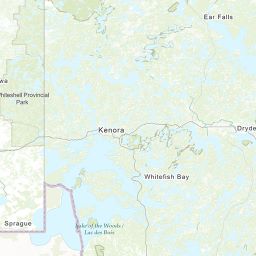 Ear Falls
wa
Whiteshell Provincial
Park
Kenora
Dryde
Whitefish Bay
Sprague
Lake of the Woods /
Lac des Bois